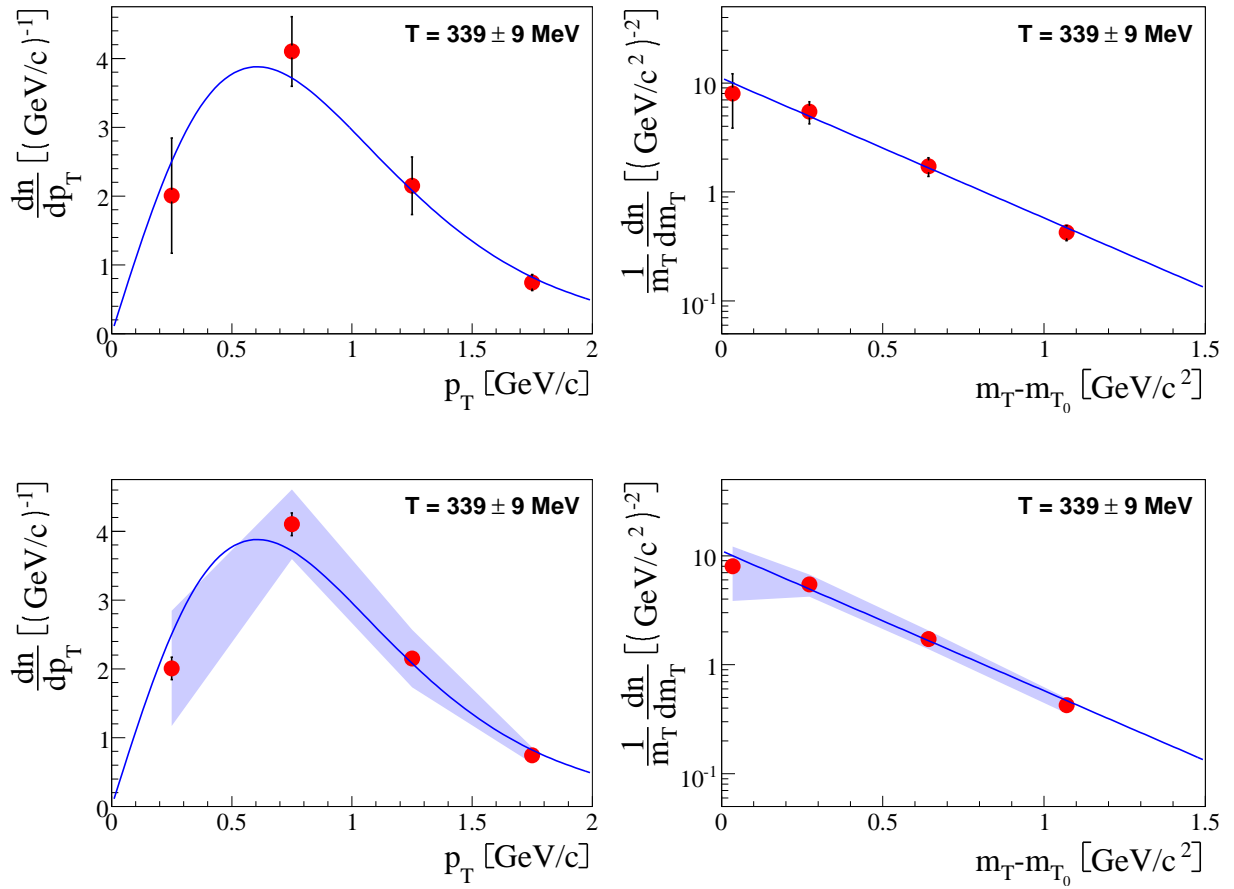 T = 339 ± 9 MeV
dn/dp_T [(GeV/c)^-1]
4
3
2
1
0
0 0.5 1 1.5 2
p_T [GeV/c]
T = 339 ± 9 MeV
1/m_T dn/dm_T [(GeV/c^2)^-2]
10
1
10^-1
0 0.5 1 1.5
m_T-m_T_0 [GeV/c^2]
T = 339 ± 9 MeV
dn/dp_T [(GeV/c)^-1]
4
3
2
1
0
0 0.5 1 1.5 2
p_T [GeV/c]
T = 339 ± 9 MeV
1/m_T dn/dm_T [(GeV/c^2)^-2]
10
1
10^-1
0 0.5 1 1.5
m_T-m_T_0 [GeV/c^2]